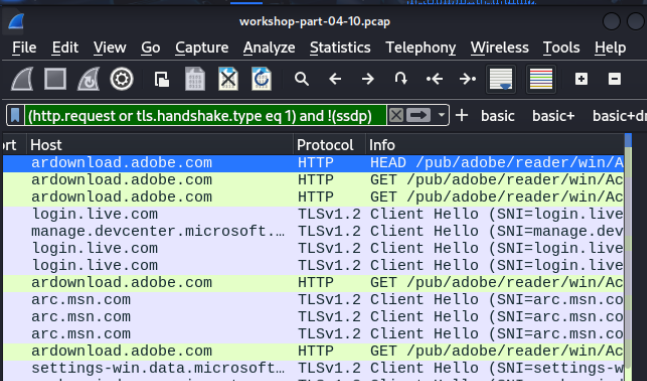 workshop-part-04-10.pcap
File Edit View Go Capture Analyze Statistics Telephony Wireless Tools Help
(http.request or tls.handshake.type eq 1) and !(ssdp) basic basic+ basic+d
rt Host Protocol Info
ardownload.adobe.com HTTP HEAD /pub/adobe/reader/win/A
ardownload.adobe.com HTTP GET /pub/adobe/reader/win/Ac
ardownload.adobe.com HTTP GET /pub/adobe/reader/win/Ac
login.live.com TLSv1.2 Client Hello (SNI=login.live
manage.devcenter.microsoft.… TLSv1.2 Client Hello (SNI=manage.dev
login.live.com TLSv1.2 Client Hello (SNI=login.live
login.live.com TLSv1.2 Client Hello (SNI=login.live
ardownload.adobe.com HTTP GET /pub/adobe/reader/win/Ac
arc.msn.com TLSv1.2 Client Hello (SNI=arc.msn.co
arc.msn.com TLSv1.2 Client Hello (SNI=arc.msn.co
arc.msn.com TLSv1.2 Client Hello (SNI=arc.msn.co
ardownload.adobe.com HTTP GET /pub/adobe/reader/win/Ac
settings-win.data.microsoft… TLSv1.2 Client Hello (SNI=settings-w